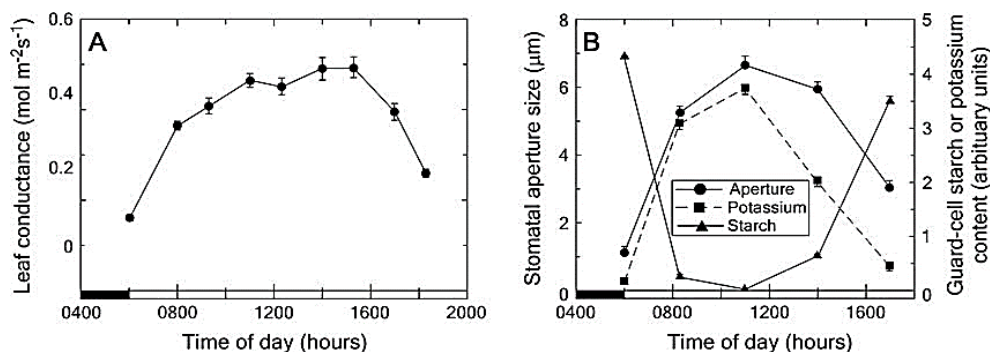 A
0.6
0.4
0.2
0
Leaf conductance (mol m-2s-1)
0400 0800 1200 1600 2000
Time of day (hours)
B
8
6
4
2
0
Stomatal aperture size (µm)
Aperture
Potassium
Starch
5
4
3
2
1
0
Guard-cell starch or potassium
content (arbituary units)
0400 0800 1200 1600
Time of day (hours)